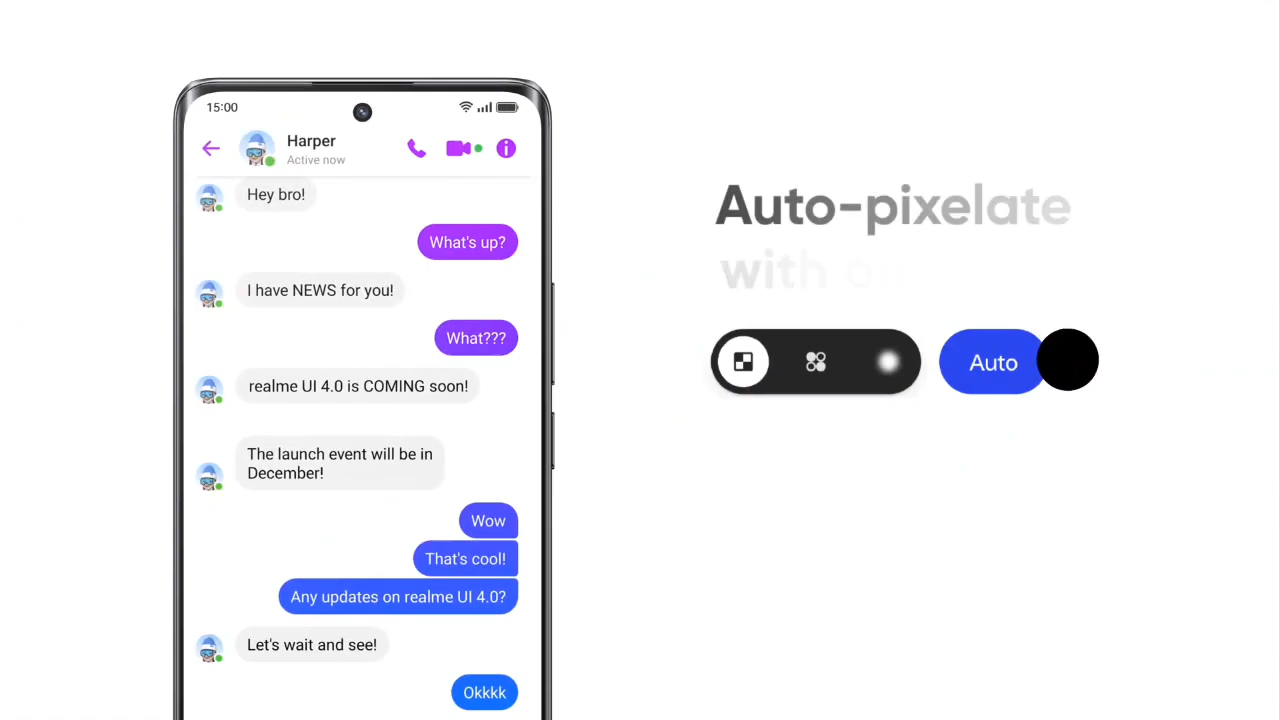 15:00
Harper
Active now
Hey bro!
What's up?
I have NEWS for you!
What???
realme UI 4.0 is COMING soon!
The launch event will be in
December!
Wow
That's cool!
Any updates on realme UI 4.0?
Let's wait and see!
Okkkk
Auto-pixelate
with
Auto